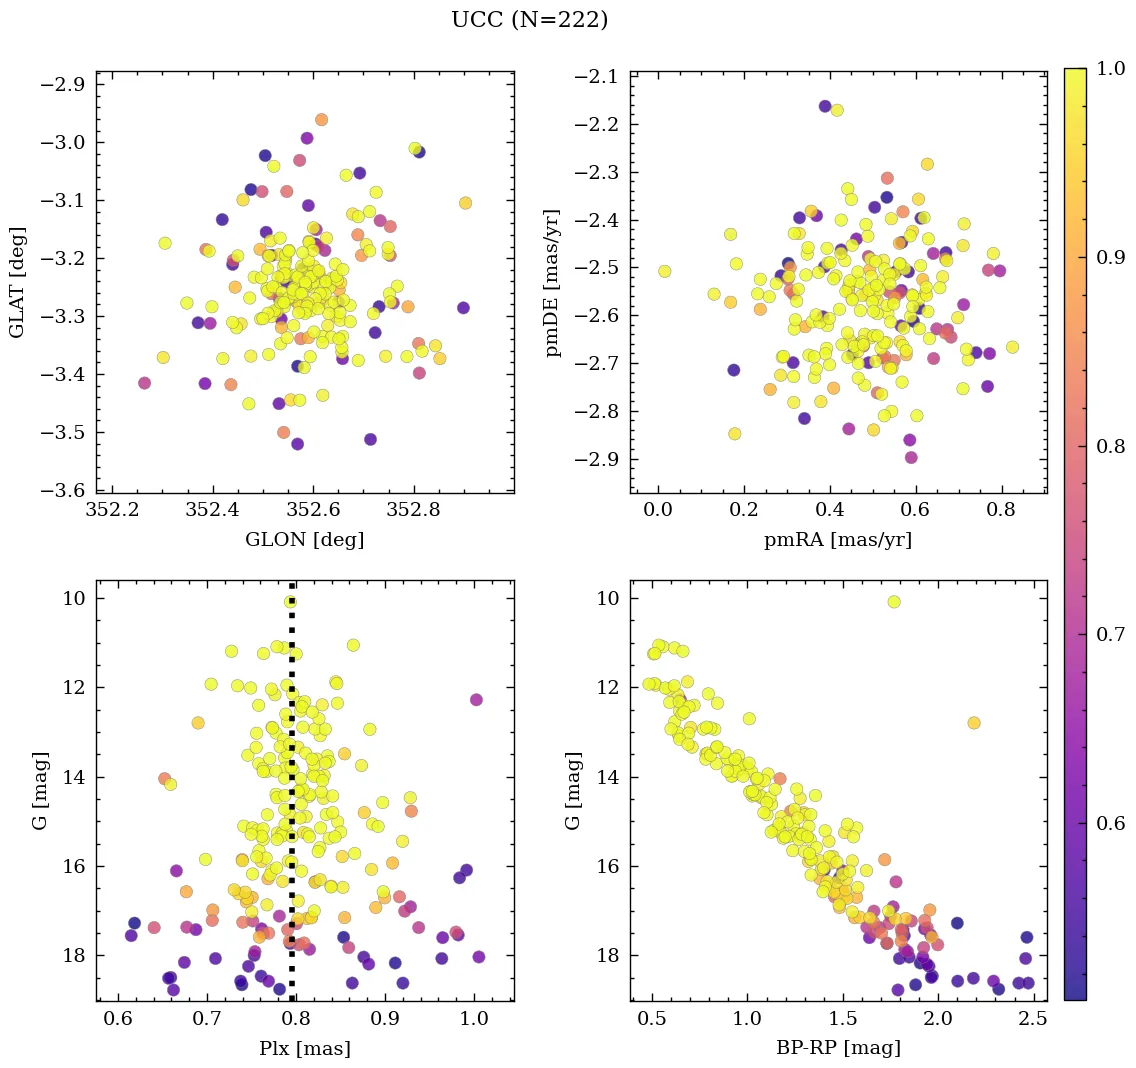 UCC (N=222)
−2.9
−3.0
−3.1
−3.2
−3.3
−3.4
−3.5
−3.6
GLAT [deg]
352.2 352.4 352.6 352.8
GLON [deg]
−2.1
−2.2
−2.3
−2.4
−2.5
−2.6
−2.7
−2.8
−2.9
pmDE [mas/yr]
0.0 0.2 0.4 0.6 0.8
pmRA [mas/yr]
1.0
0.9
0.8
0.7
0.6
10
12
14
16
18
G [mag]
0.6 0.7 0.8 0.9 1.0
Plx [mas]
10
12
14
16
18
G [mag]
0.5 1.0 1.5 2.0 2.5
BP-RP [mag]